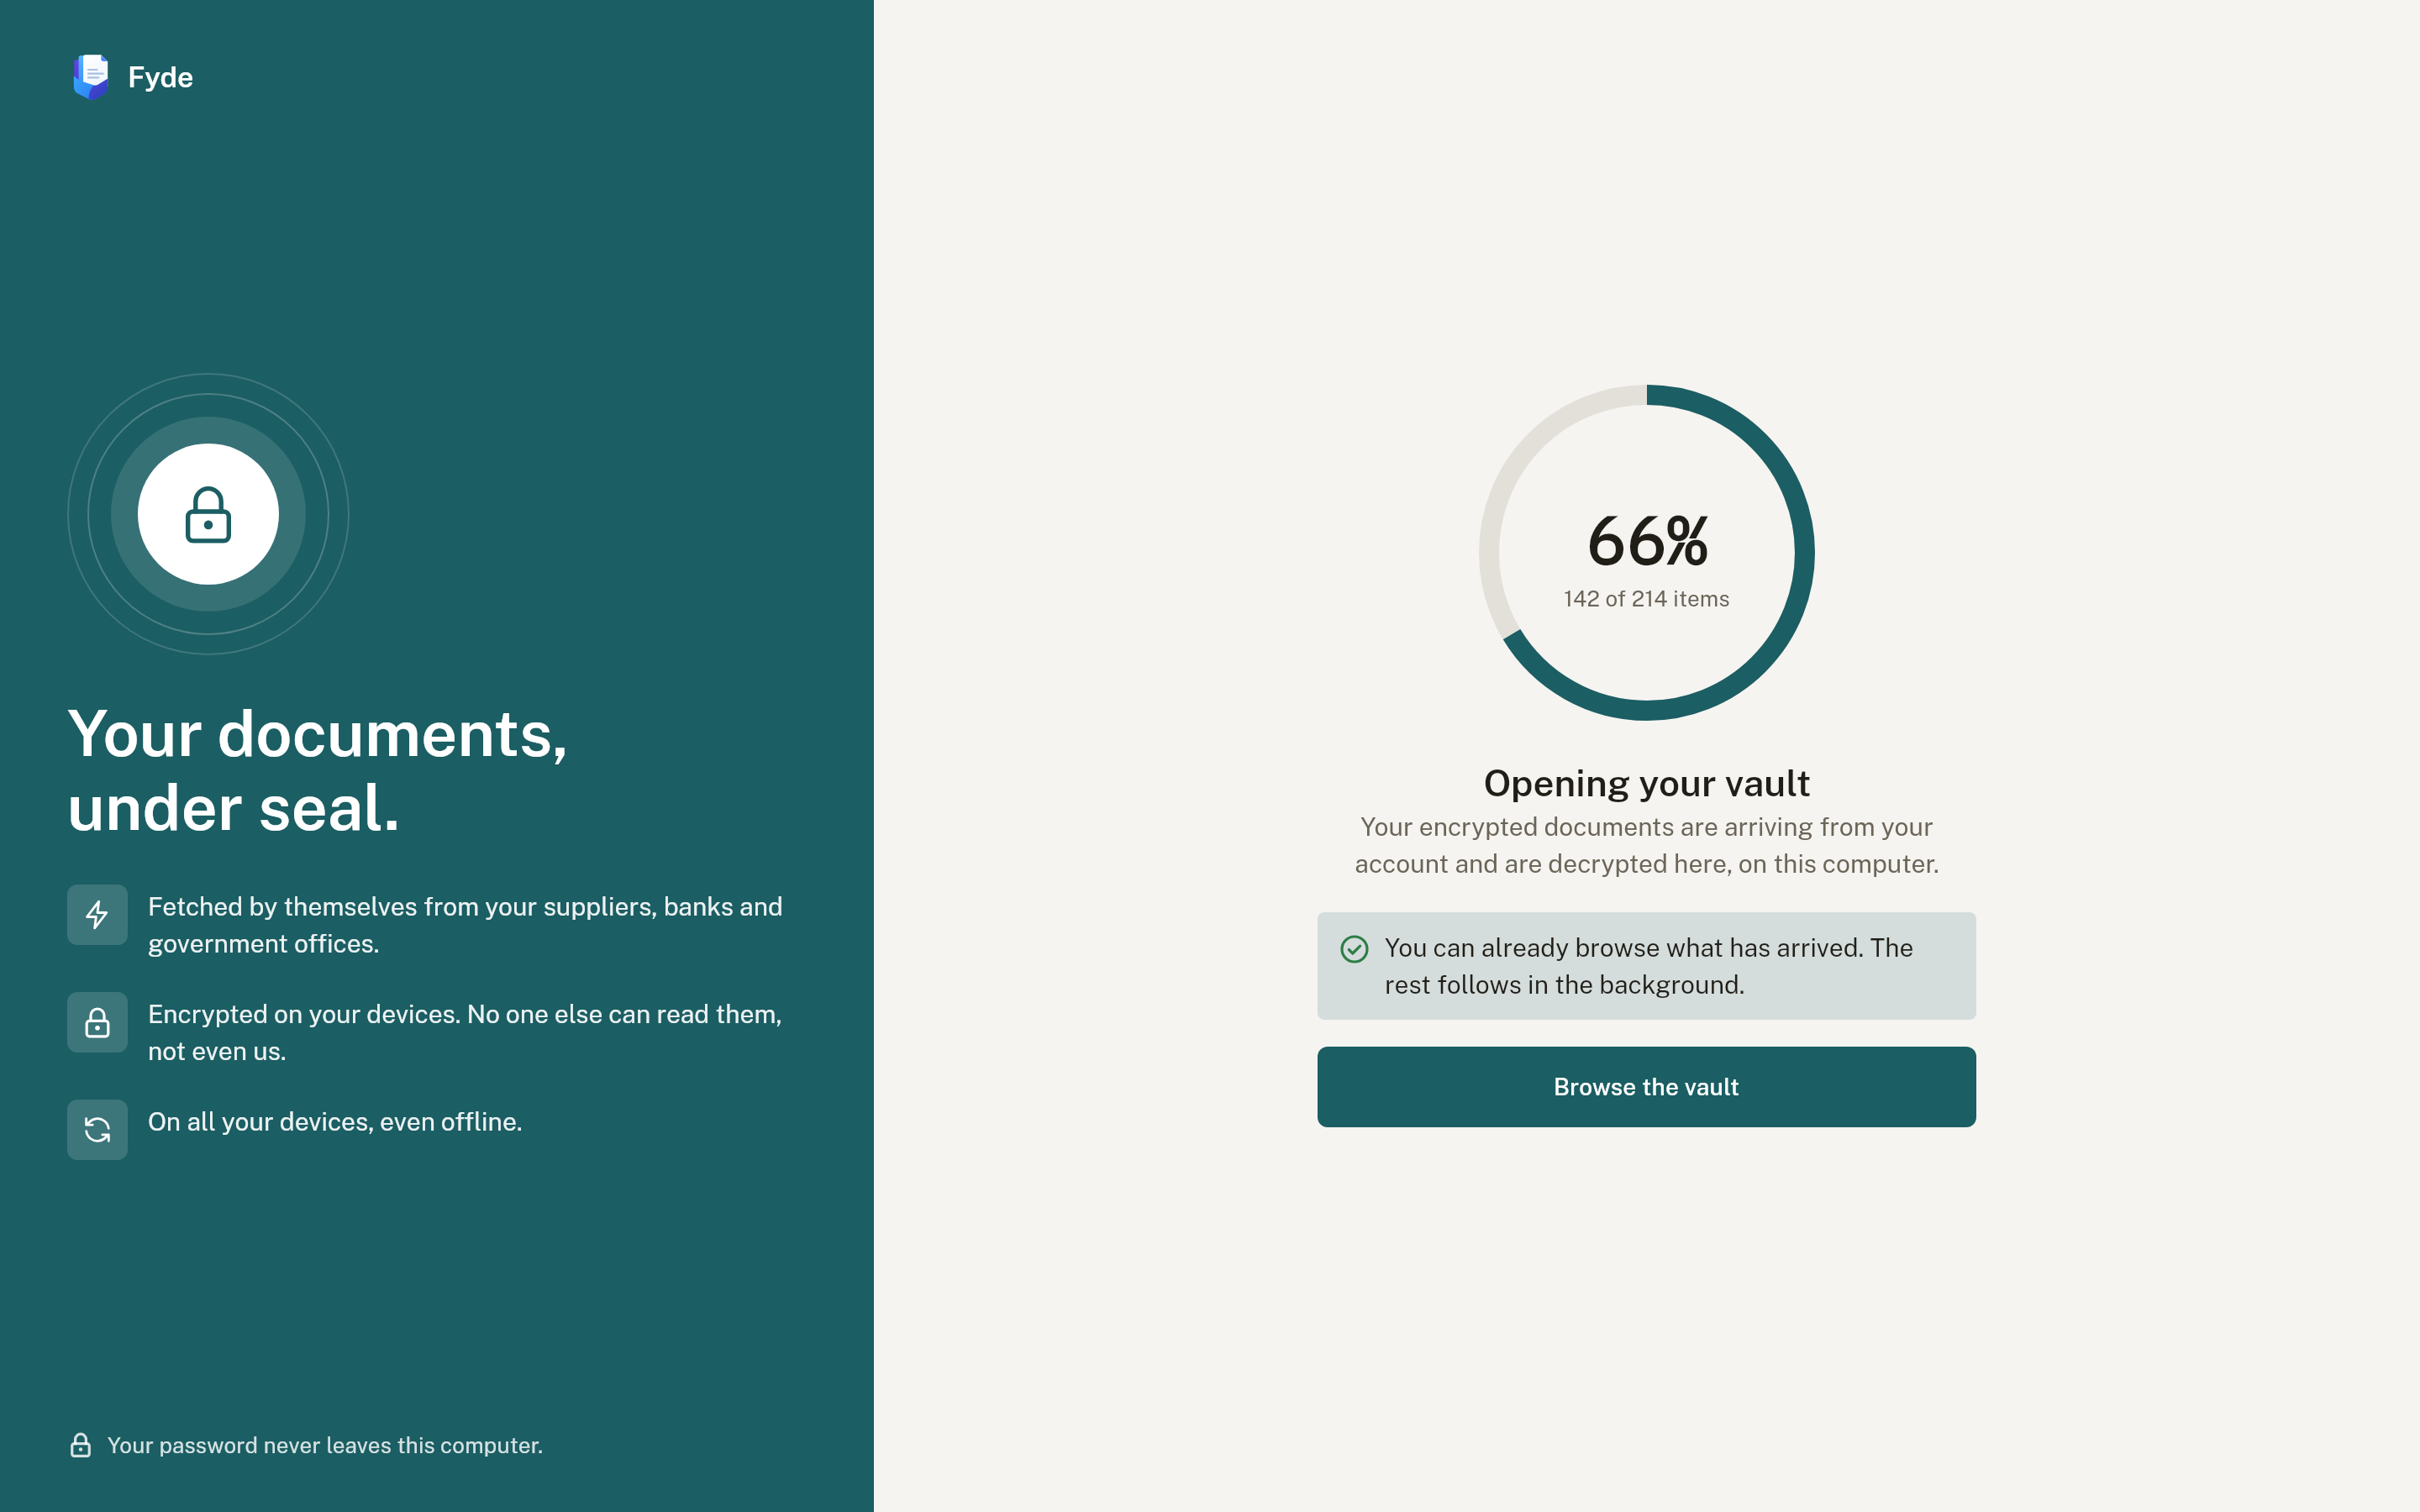 Fyde
Your documents,
under seal.
Fetched by themselves from your suppliers, banks and
government offices.
Encrypted on your devices. No one else can read them,
not even us.
On all your devices, even offline.
Your password never leaves this computer.
66%
142 of 214 items
Opening your vault
Your encrypted documents are arriving from your
account and are decrypted here, on this computer.
You can already browse what has arrived. The
rest follows in the background.
Browse the vault